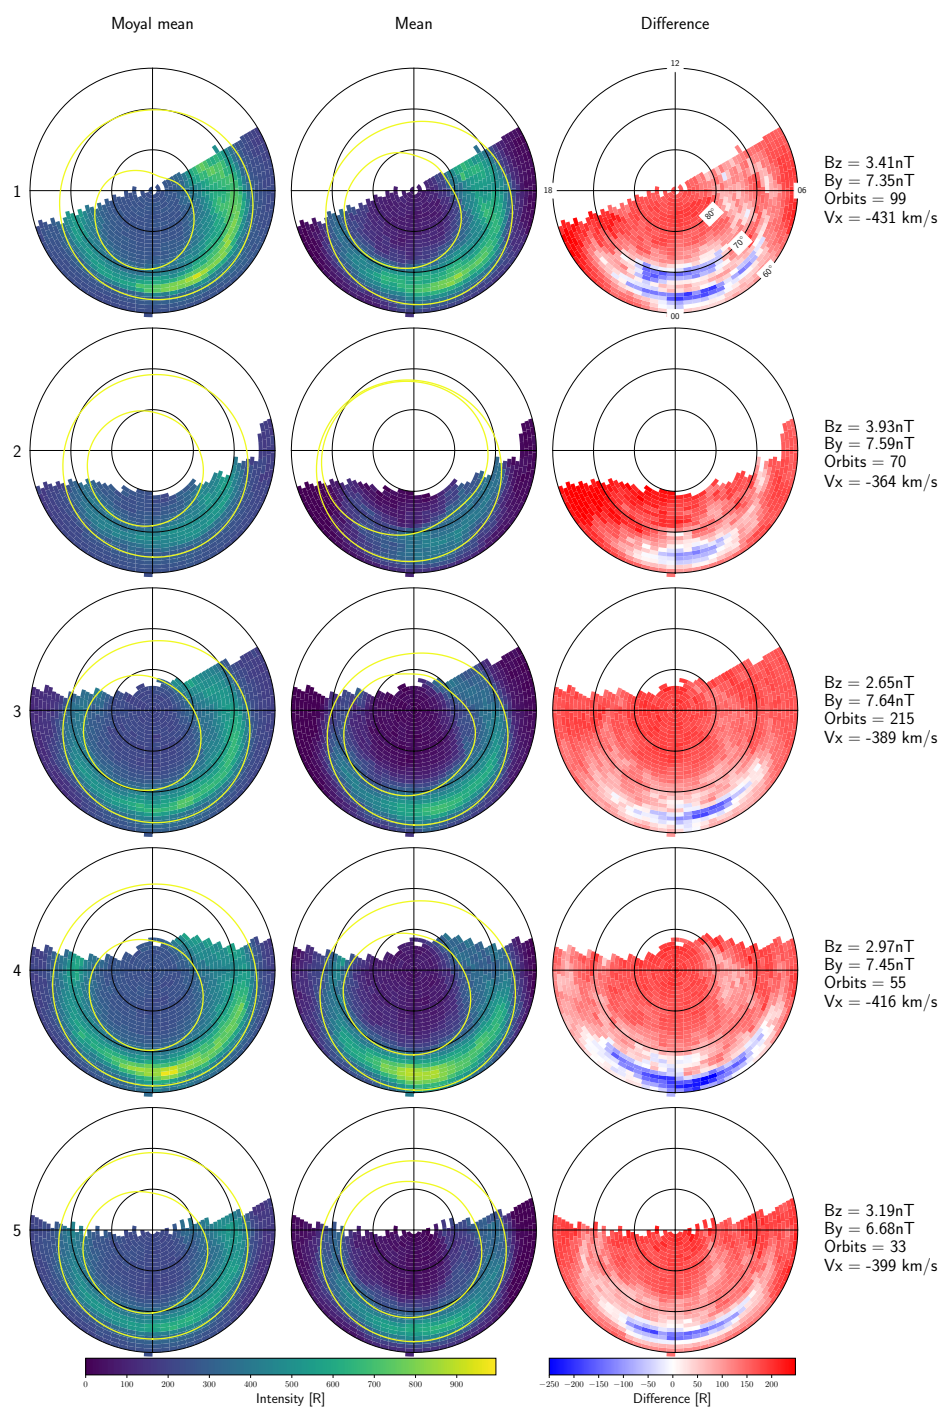 Moyal mean
Mean
Difference
12
18
06
80°
70°
60°
00
1
Bz = 3.41nT
By = 7.35nT
Orbits = 99
Vx = -431 km/s
2
Bz = 3.93nT
By = 7.59nT
Orbits = 70
Vx = -364 km/s
3
Bz = 2.65nT
By = 7.64nT
Orbits = 215
Vx = -389 km/s
4
Bz = 2.97nT
By = 7.45nT
Orbits = 55
Vx = -416 km/s
5
Bz = 3.19nT
By = 6.68nT
Orbits = 33
Vx = -399 km/s
0 100 200 300 400 500 600 700 800 900
Intensity [R]
−250 −200 −150 −100 −50 0 50 100 150 200
Difference [R]